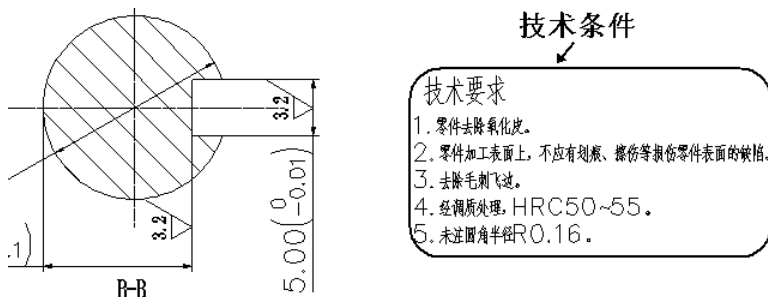 技术条件
技术要求
1. 零件去除氧化皮。
2. 零件加工表面上，不应有划痕、擦伤等损伤零件表面的缺陷。
3. 去除毛刺飞边。
4. 经调质处理，HRC50~55。
5. 未注圆角半径R0.16。
3.2
3.2
5.00(0 -0.01)
.1)
B-B